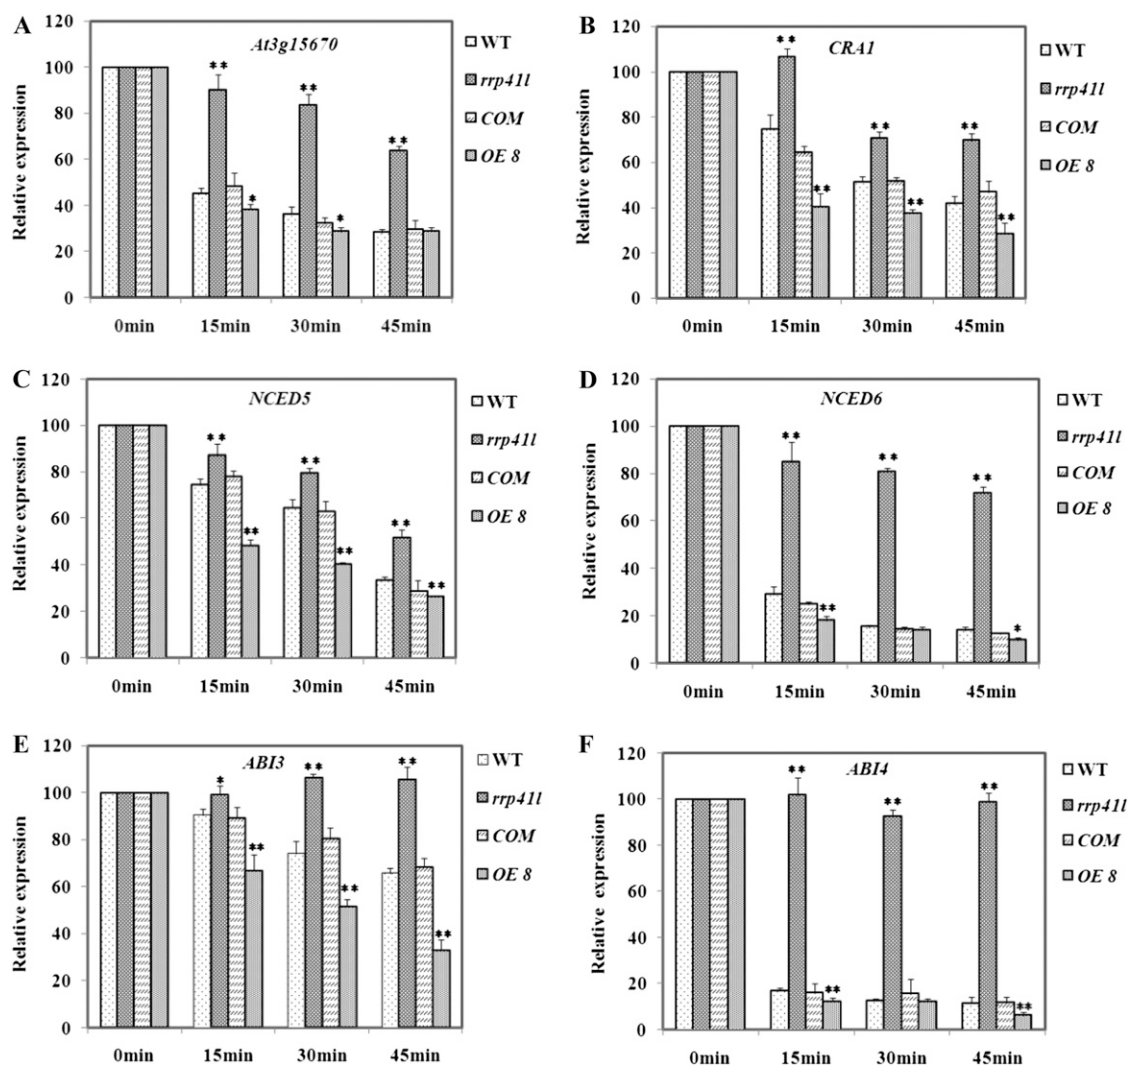 A
At3g15670
Relative expression
120
100
80
60
40
20
0
** ** **
* *
0min 15min 30min 45min
WT
rrp41l
COM
OE 8
B
CRA1
Relative expression
120
100
80
60
40
20
0
** ** **
** ** **
0min 15min 30min 45min
WT
rrp41l
COM
OE 8
C
NCED5
Relative expression
120
100
80
60
40
20
0
** ** **
** ** **
0min 15min 30min 45min
WT
rrp41l
COM
OE 8
D
NCED6
Relative expression
120
100
80
60
40
20
0
** ** **
** *
0min 15min 30min 45min
WT
rrp41l
COM
OE 8
E
ABI3
Relative expression
120
100
80
60
40
20
0
* ** **
** ** **
0min 15min 30min 45min
WT
rrp41l
COM
OE 8
F
ABI4
Relative expression
120
100
80
60
40
20
0
** ** **
** **
0min 15min 30min 45min
WT
rrp41l
COM
OE 8